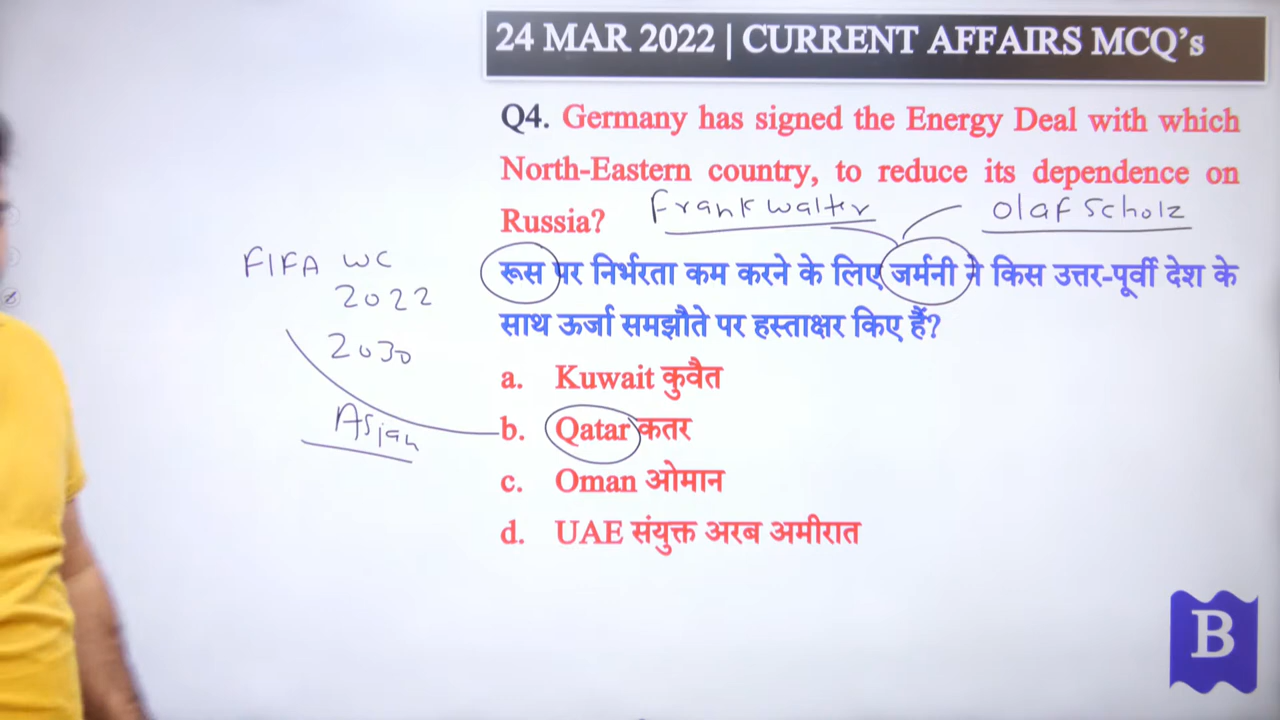 24 MAR 2022 | CURRENT AFFAIRS MCQ's
Q4. Germany has signed the Energy Deal with which
North-Eastern country, to reduce its dependence on
Russia?
Frank walter
Olaf Scholz
रूस पर निर्भरता कम करने के लिए जर्मनी ने किस उत्तर-पूर्वी देश के
साथ ऊर्जा समझौते पर हस्ताक्षर किए हैं?
FIFA WC
2022
2030
Asian
a. Kuwait कुवैत
b. Qatar कतर
c. Oman ओमान
d. UAE संयुक्त अरब अमीरात
B